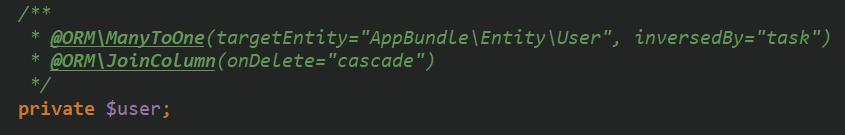 /**
* @ORM\ManyToOne(targetEntity="AppBundle\Entity\User", inversedBy="task")
* @ORM\JoinColumn(onDelete="cascade")
*/
private $user;